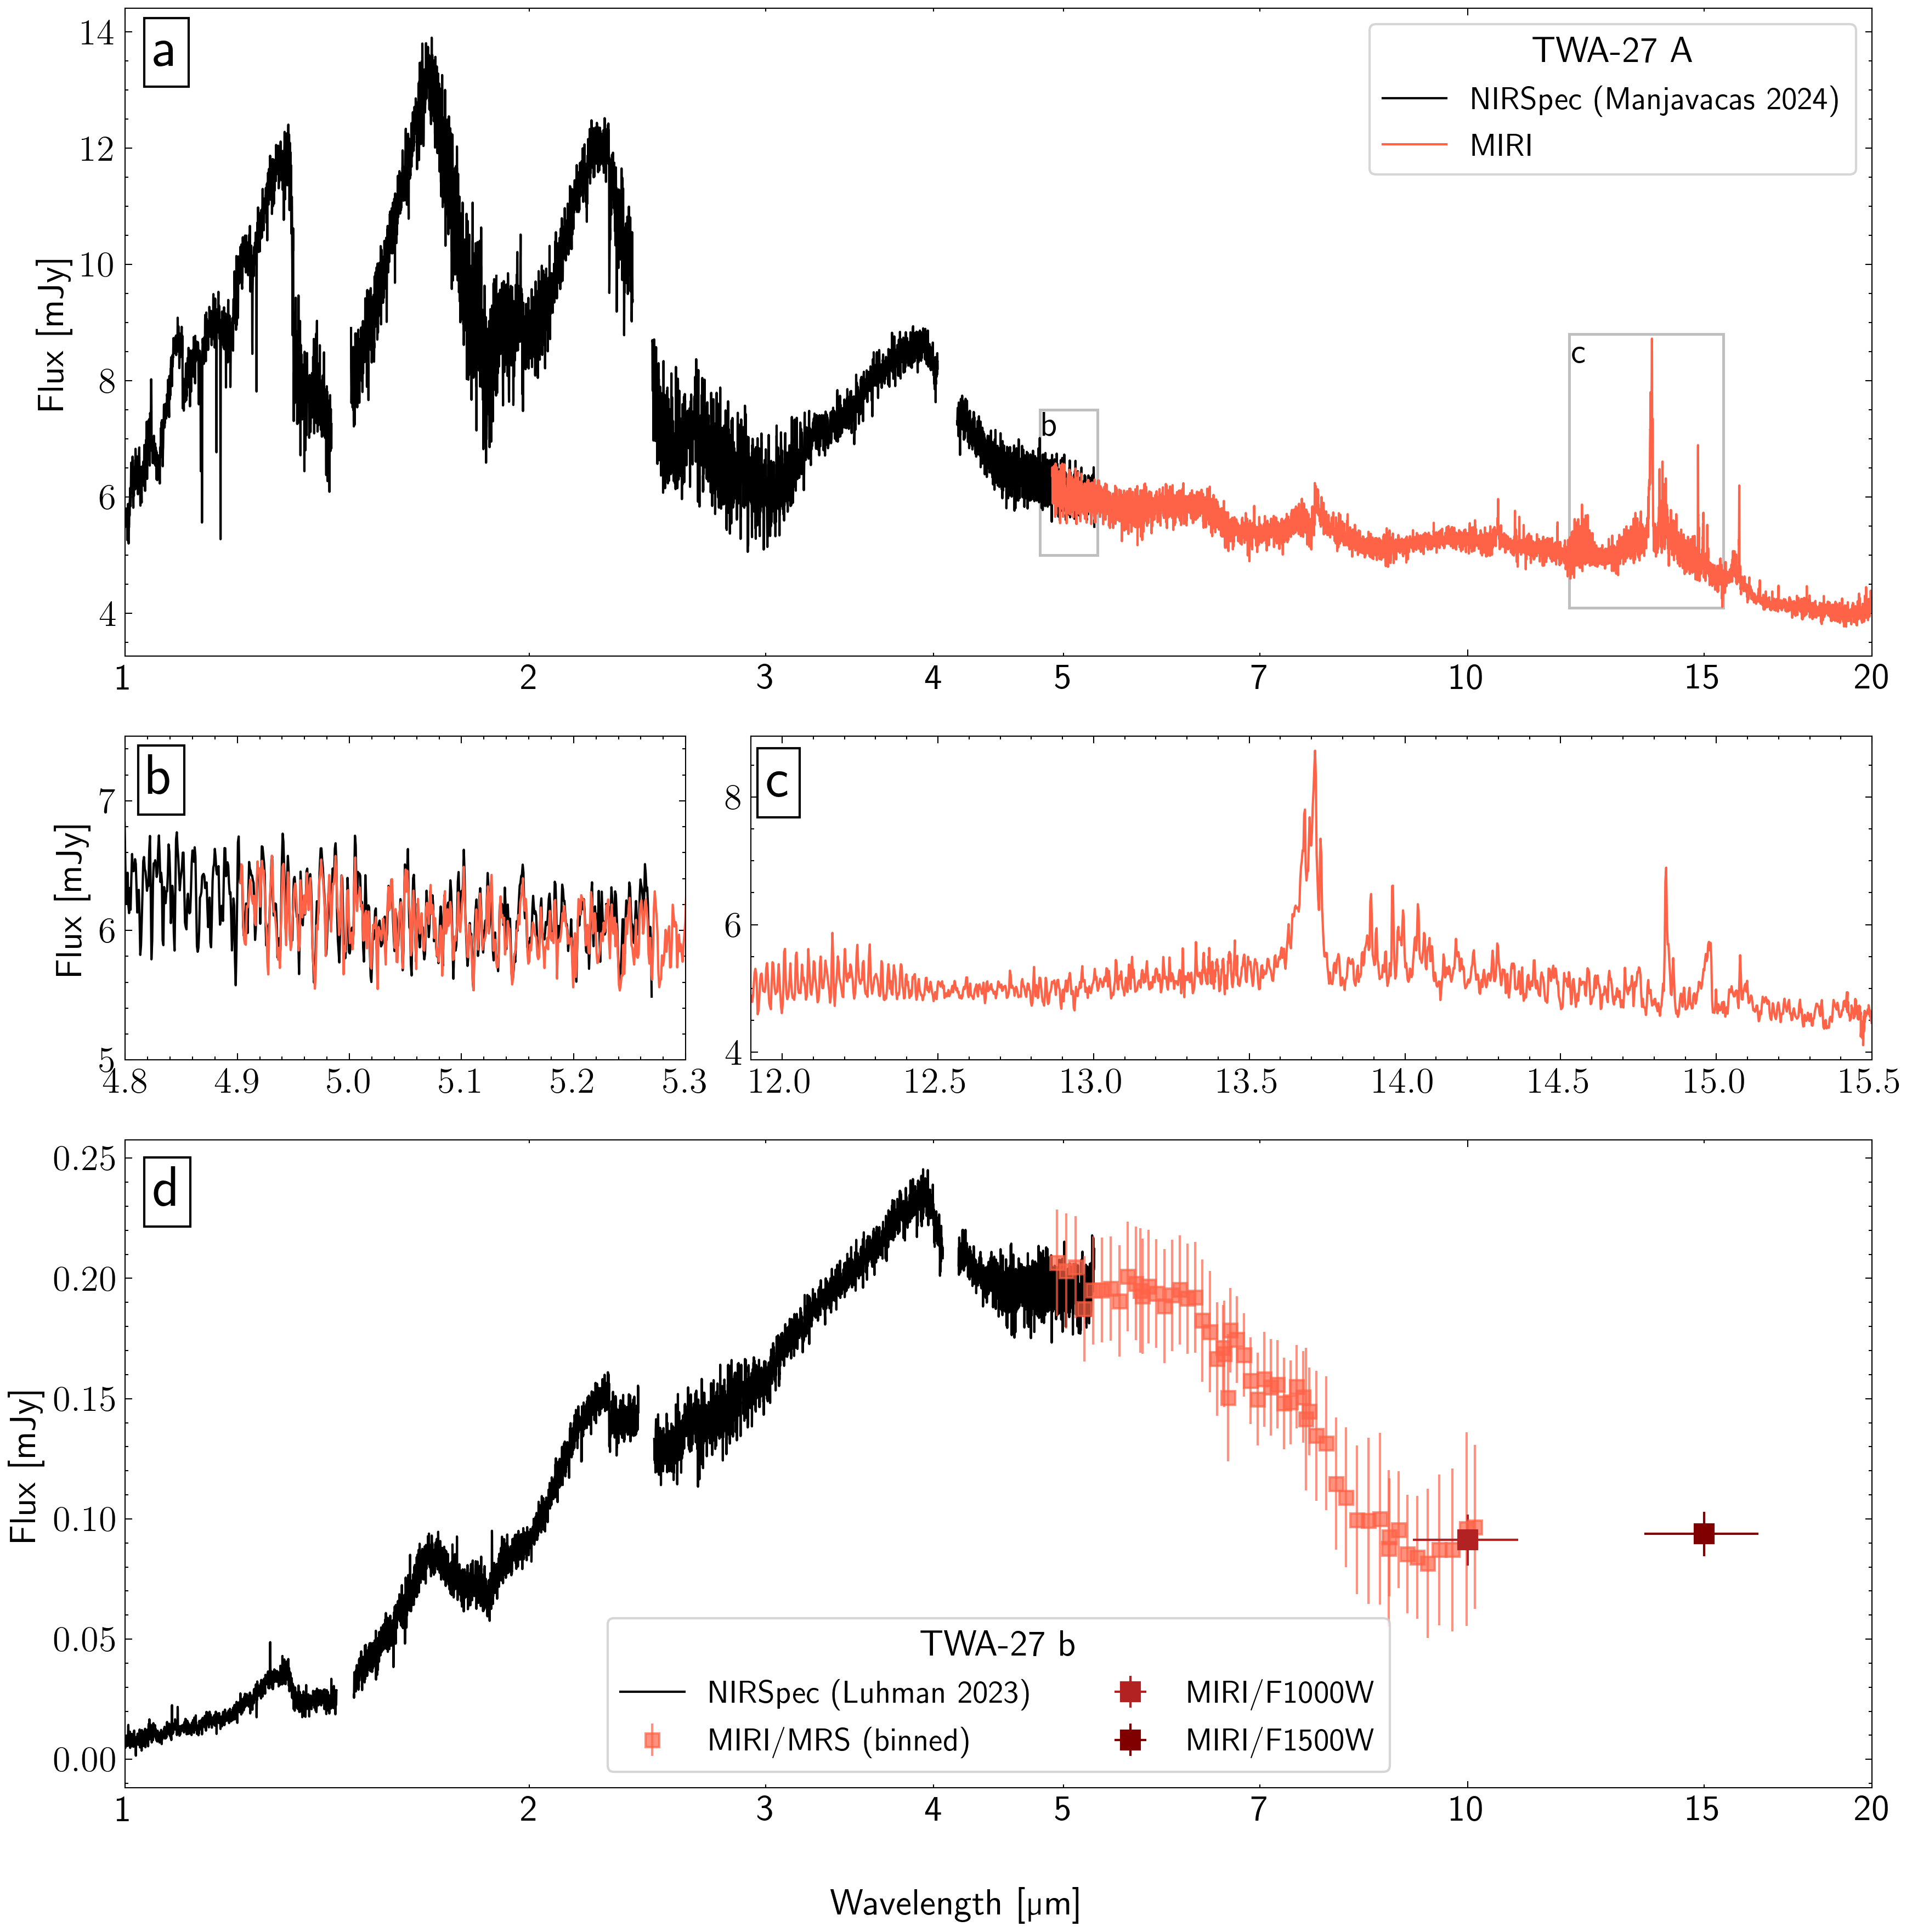 a
TWA-27 A
NIRSpec (Manjavacas 2024)
MIRI
14
12
10
8
6
4
Flux [mJy]
b
c
1 2 3 4 5 7 10 15 20
b
7
6
5
Flux [mJy]
4.8 4.9 5.0 5.1 5.2 5.3
c
8
6
4
Flux [mJy]
12.0 12.5 13.0 13.5 14.0 14.5 15.0 15.5
d
0.25
0.20
0.15
0.10
0.05
0.00
Flux [mJy]
TWA-27 b
NIRSpec (Luhman 2023)
MIRI/MRS (binned)
MIRI/F1000W
MIRI/F1500W
1 2 3 4 5 7 10 15 20
Wavelength [μm]